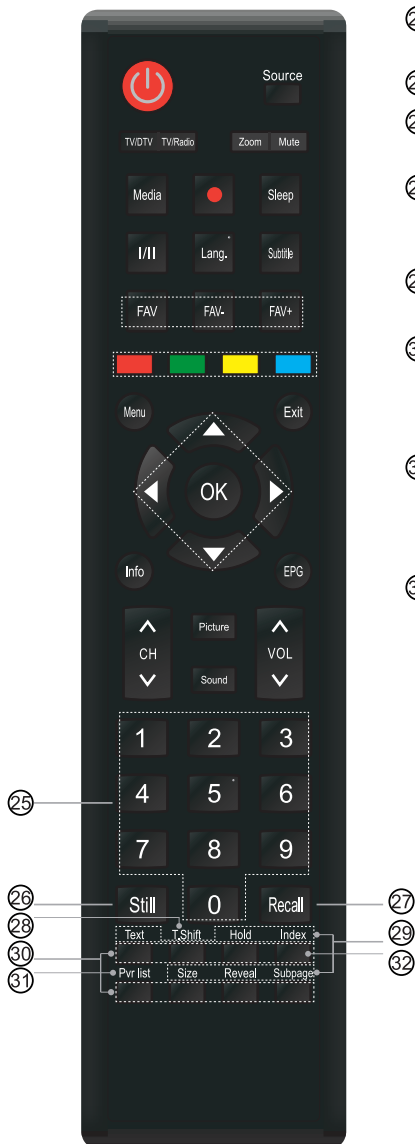 Source
TV/DTV TV/Radio Zoom Mute
Media Sleep
I/II Lang. Subtitle
FAV FAV- FAV+
Menu Exit
OK
Info EPG
CH Picture VOL
Sound
1 2 3
4 5 6
25
7 8 9
26 Still 0 Recall 27
28 Text T.Shift Hold Index 29
30 32
31 Pvr list Size Reveal Subpage